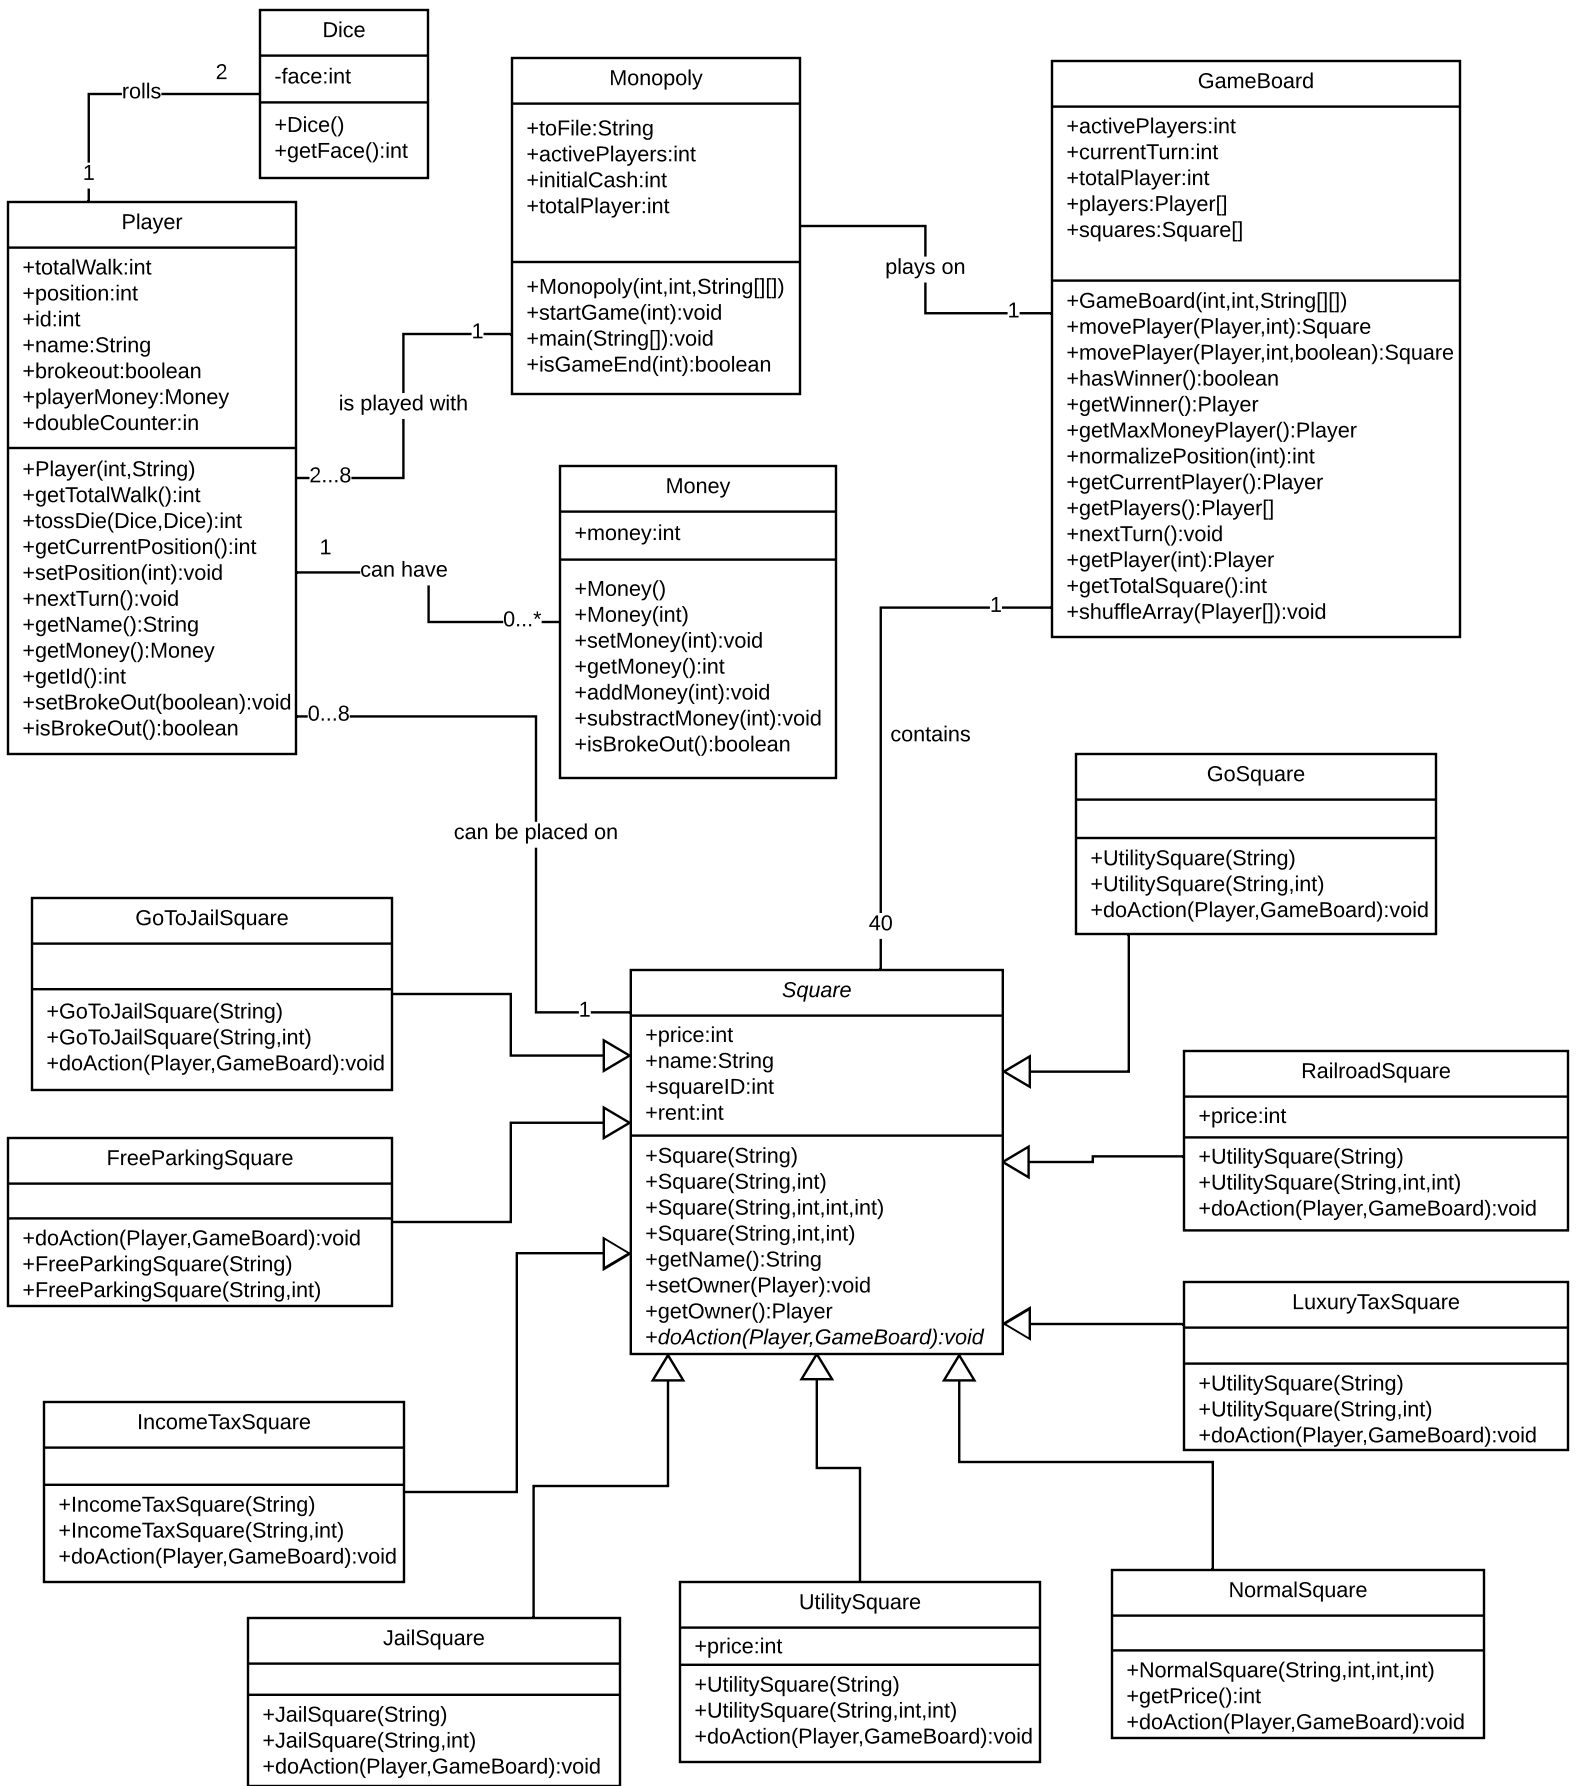 Dice
-face:int
+Dice()
+getFace():int
2
rolls
1
Monopoly
+toFile:String
+activePlayers:int
+initialCash:int
+totalPlayer:int
+Monopoly(int,int,String[][])
+startGame(int):void
+main(String[]):void
+isGameEnd(int):boolean
GameBoard
+activePlayers:int
+currentTurn:int
+totalPlayer:int
+players:Player[]
+squares:Square[]
+GameBoard(int,int,String[][])
+movePlayer(Player,int):Square
+movePlayer(Player,int,boolean):Square
+hasWinner():boolean
+getWinner():Player
+getMaxMoneyPlayer():Player
+normalizePosition(int):int
+getCurrentPlayer():Player
+getPlayers():Player[]
+nextTurn():void
+getPlayer(int):Player
+getTotalSquare():int
+shuffleArray(Player[]):void
plays on
1
Player
+totalWalk:int
+position:int
+id:int
+name:String
+brokeout:boolean
+playerMoney:Money
+doubleCounter:in
+Player(int,String)
+getTotalWalk():int
+tossDie(Dice,Dice):int
+getCurrentPosition():int
+setPosition(int):void
+nextTurn():void
+getName():String
+getMoney():Money
+getId():int
+setBrokeOut(boolean):void
+isBrokeOut():boolean
1
is played with
2...8
1
can have
0...*
0...8
Money
+money:int
+Money()
+Money(int)
+setMoney(int):void
+getMoney():int
+addMoney(int):void
+substractMoney(int):void
+isBrokeOut():boolean
1
contains
40
can be placed on
1
GoSquare
+UtilitySquare(String)
+UtilitySquare(String,int)
+doAction(Player,GameBoard):void
GoToJailSquare
+GoToJailSquare(String)
+GoToJailSquare(String,int)
+doAction(Player,GameBoard):void
Square
+price:int
+name:String
+squareID:int
+rent:int
+Square(String)
+Square(String,int)
+Square(String,int,int,int)
+Square(String,int,int)
+getName():String
+setOwner(Player):void
+getOwner():Player
+doAction(Player,GameBoard):void
RailroadSquare
+price:int
+UtilitySquare(String)
+UtilitySquare(String,int,int)
+doAction(Player,GameBoard):void
FreeParkingSquare
+doAction(Player,GameBoard):void
+FreeParkingSquare(String)
+FreeParkingSquare(String,int)
LuxuryTaxSquare
+UtilitySquare(String)
+UtilitySquare(String,int)
+doAction(Player,GameBoard):void
IncomeTaxSquare
+IncomeTaxSquare(String)
+IncomeTaxSquare(String,int)
+doAction(Player,GameBoard):void
JailSquare
+JailSquare(String)
+JailSquare(String,int)
+doAction(Player,GameBoard):void
UtilitySquare
+price:int
+UtilitySquare(String)
+UtilitySquare(String,int,int)
+doAction(Player,GameBoard):void
NormalSquare
+NormalSquare(String,int,int,int)
+getPrice():int
+doAction(Player,GameBoard):void